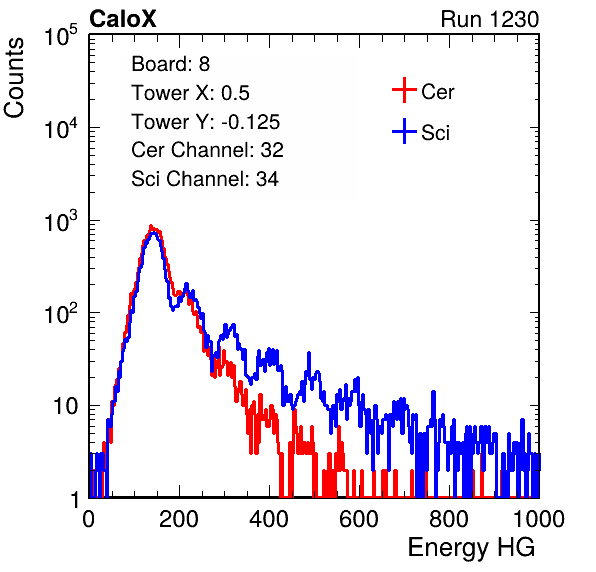 CaloX Run 1230
Counts
Board: 8
Tower X: 0.5
Tower Y: -0.125
Cer Channel: 32
Sci Channel: 34
Cer
Sci
10^5
10^4
10^3
10^2
10
1
0 200 400 600 800 1000
Energy HG